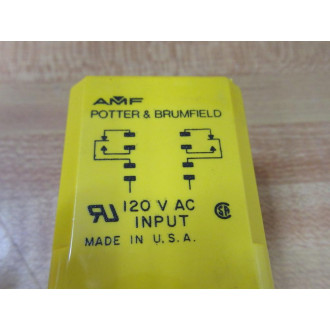 AMF
POTTER & BRUMFIELD
120 V AC
INPUT
MADE IN U.S.A.